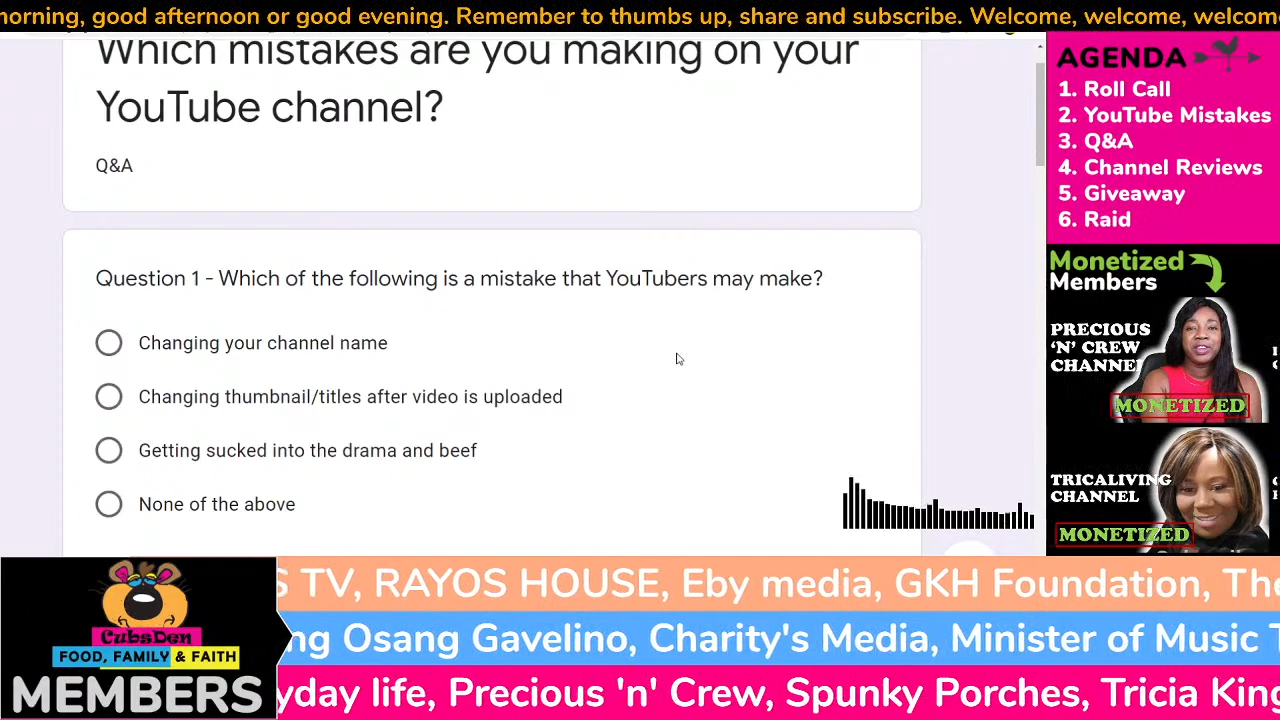 morning, good afternoon or good evening. Remember to thumbs up, share and subscribe. Welcome, welcome,
Which mistakes are you making on your
YouTube channel?
Q&A
Question 1 - Which of the following is a mistake that YouTubers may make?
Changing your channel name
Changing thumbnail/titles after video is uploaded
Getting sucked into the drama and beef
None of the above
AGENDA
1. Roll Call
2. YouTube Mistakes
3. Q&A
4. Channel Reviews
5. Giveaway
6. Raid
Monetized
Members
PRECIOUS
'N' CREW
CHANNEL
MONETIZED
TRICALIVING
CHANNEL
MONETIZED
CubsDen
FOOD, FAMILY & FAITH
MEMBERS
S TV, RAYOS HOUSE, Eby media, GKH Foundation, The
ng Osang Gavelino, Charity's Media, Minister of Music
yday life, Precious 'n' Crew, Spunky Porches, Tricia King